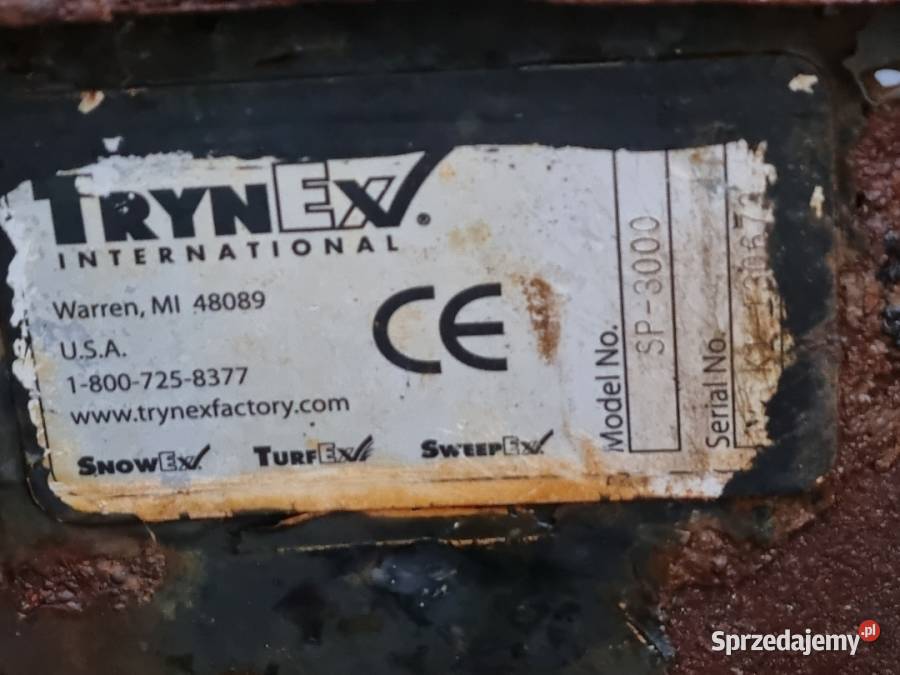 TRYNEX®
INTERNATIONAL
Warren, MI 48089
U.S.A.
1-800-725-8377
www.trynexfactory.com
CE
SNOWEX TURFEX SWEEPEX
Model No. SP-3000
Serial No.
Sprzedajemy.pl